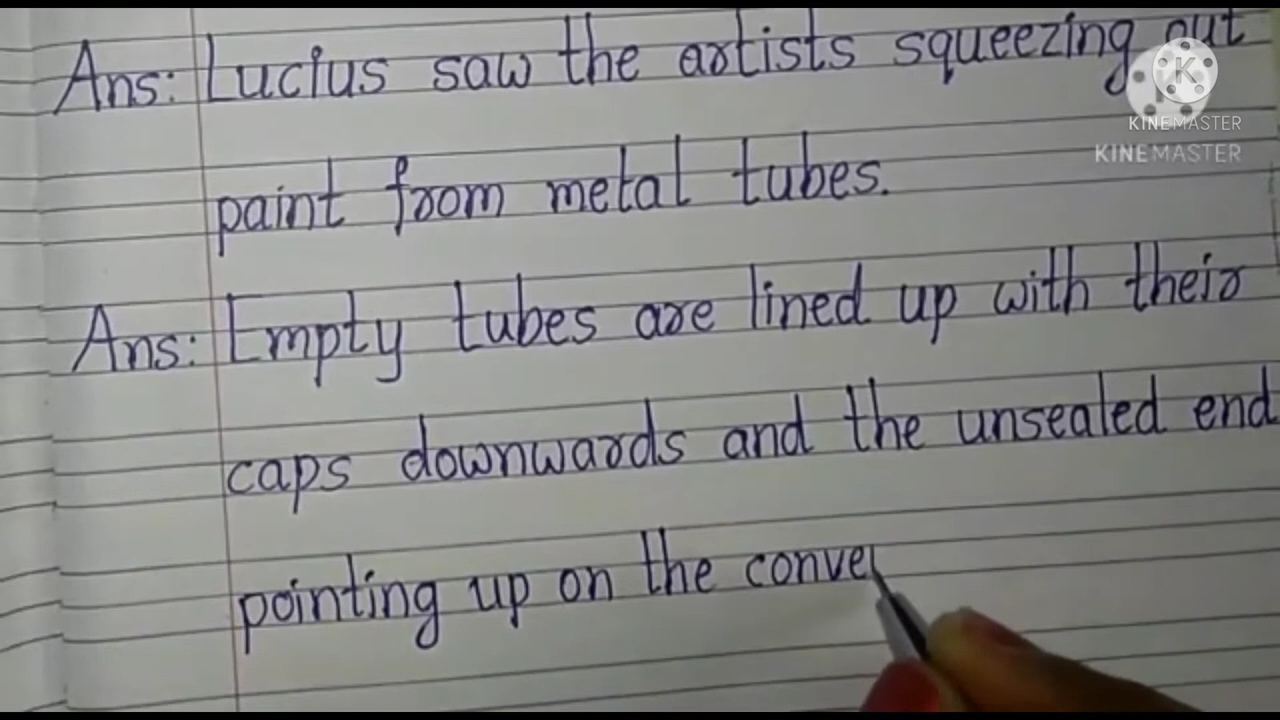 Ans: Lucius saw the artists squeezing out
KINEMASTER
KINEMASTER
paint from metal tubes.
Ans: Empty tubes are lined up with their
caps downwards and the unsealed end
pointing up on the conve